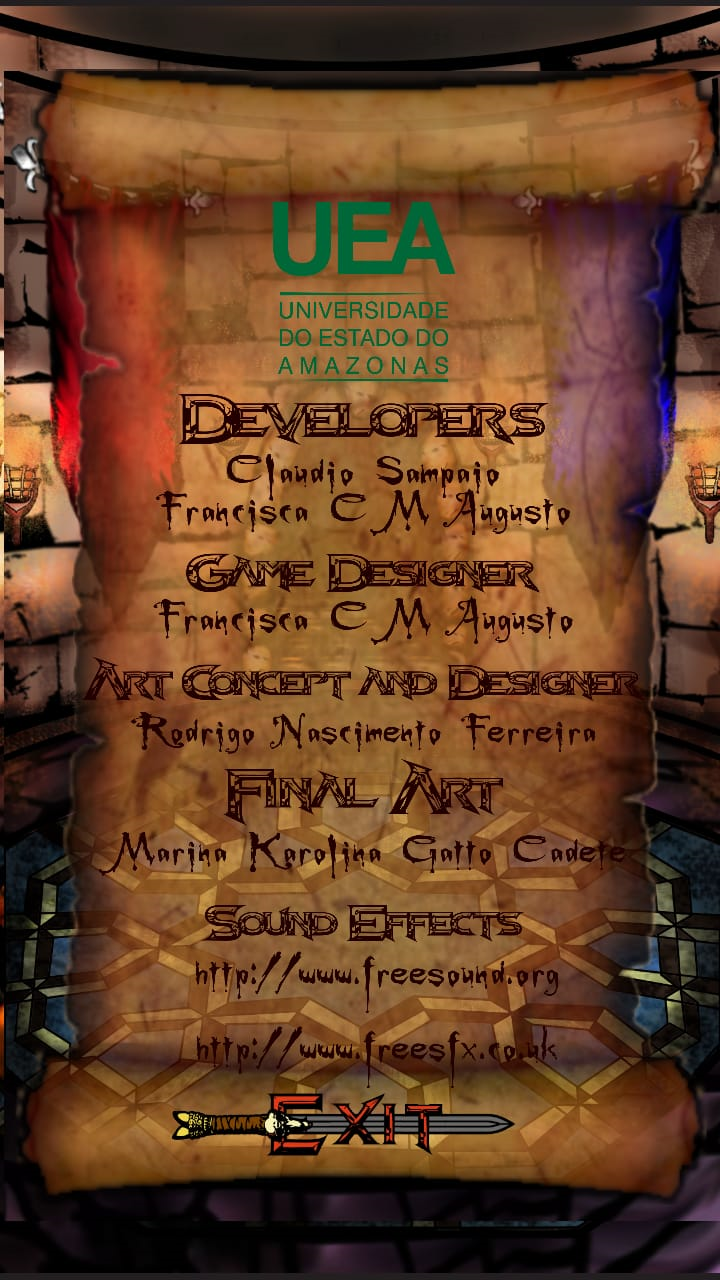 UEA
UNIVERSIDADE
DO ESTADO DO
AMAZONAS
DEVELOPERS
Claudio Sampaio
Francisca C M Augusto
GAME DESIGNER
Francisca C M Augusto
ART CONCEPT AND DESIGNER
Rodrigo Nascimento Ferreira
FINAL ART
Marina Karolina Gatto Cadete
SOUND EFFECTS
http://www.freesound.org
http://www.freesfx.co.uk
EXIT